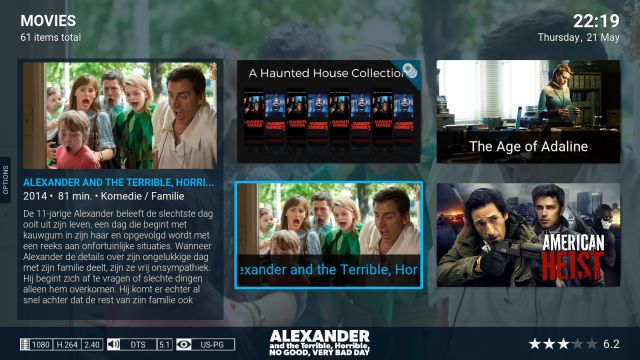 MOVIES
61 items total
22:19
Thursday, 21 May
OPTIONS
ALEXANDER AND THE TERRIBLE, HORRI...
2014 • 81 min. • Komedie / Familie
De 11-jarige Alexander beleeft de slechtste dag
ooit uit zijn leven, een dag die begint met
kauwgum in zijn haar en opgevolgd wordt met
een reeks aan onfortuinlijke situaties. Wanneer
Alexander de details over zijn ongelukkige dag
met zijn familie deelt, zijn ze vrij onsympathiek.
Hij begint zich af te vragen of slechte dingen
alleen hem overkomen. Hij komt er echter al
snel achter dat de rest van zijn familie ook
A Haunted House Collection
The Age of Adaline
exander and the Terrible, Hor
AMERICAN
HEIST
1080 H.264 2.40 DTS 5.1 US-PG
ALEXANDER
and the Terrible, Horrible,
NO GOOD, VERY BAD DAY
6.2